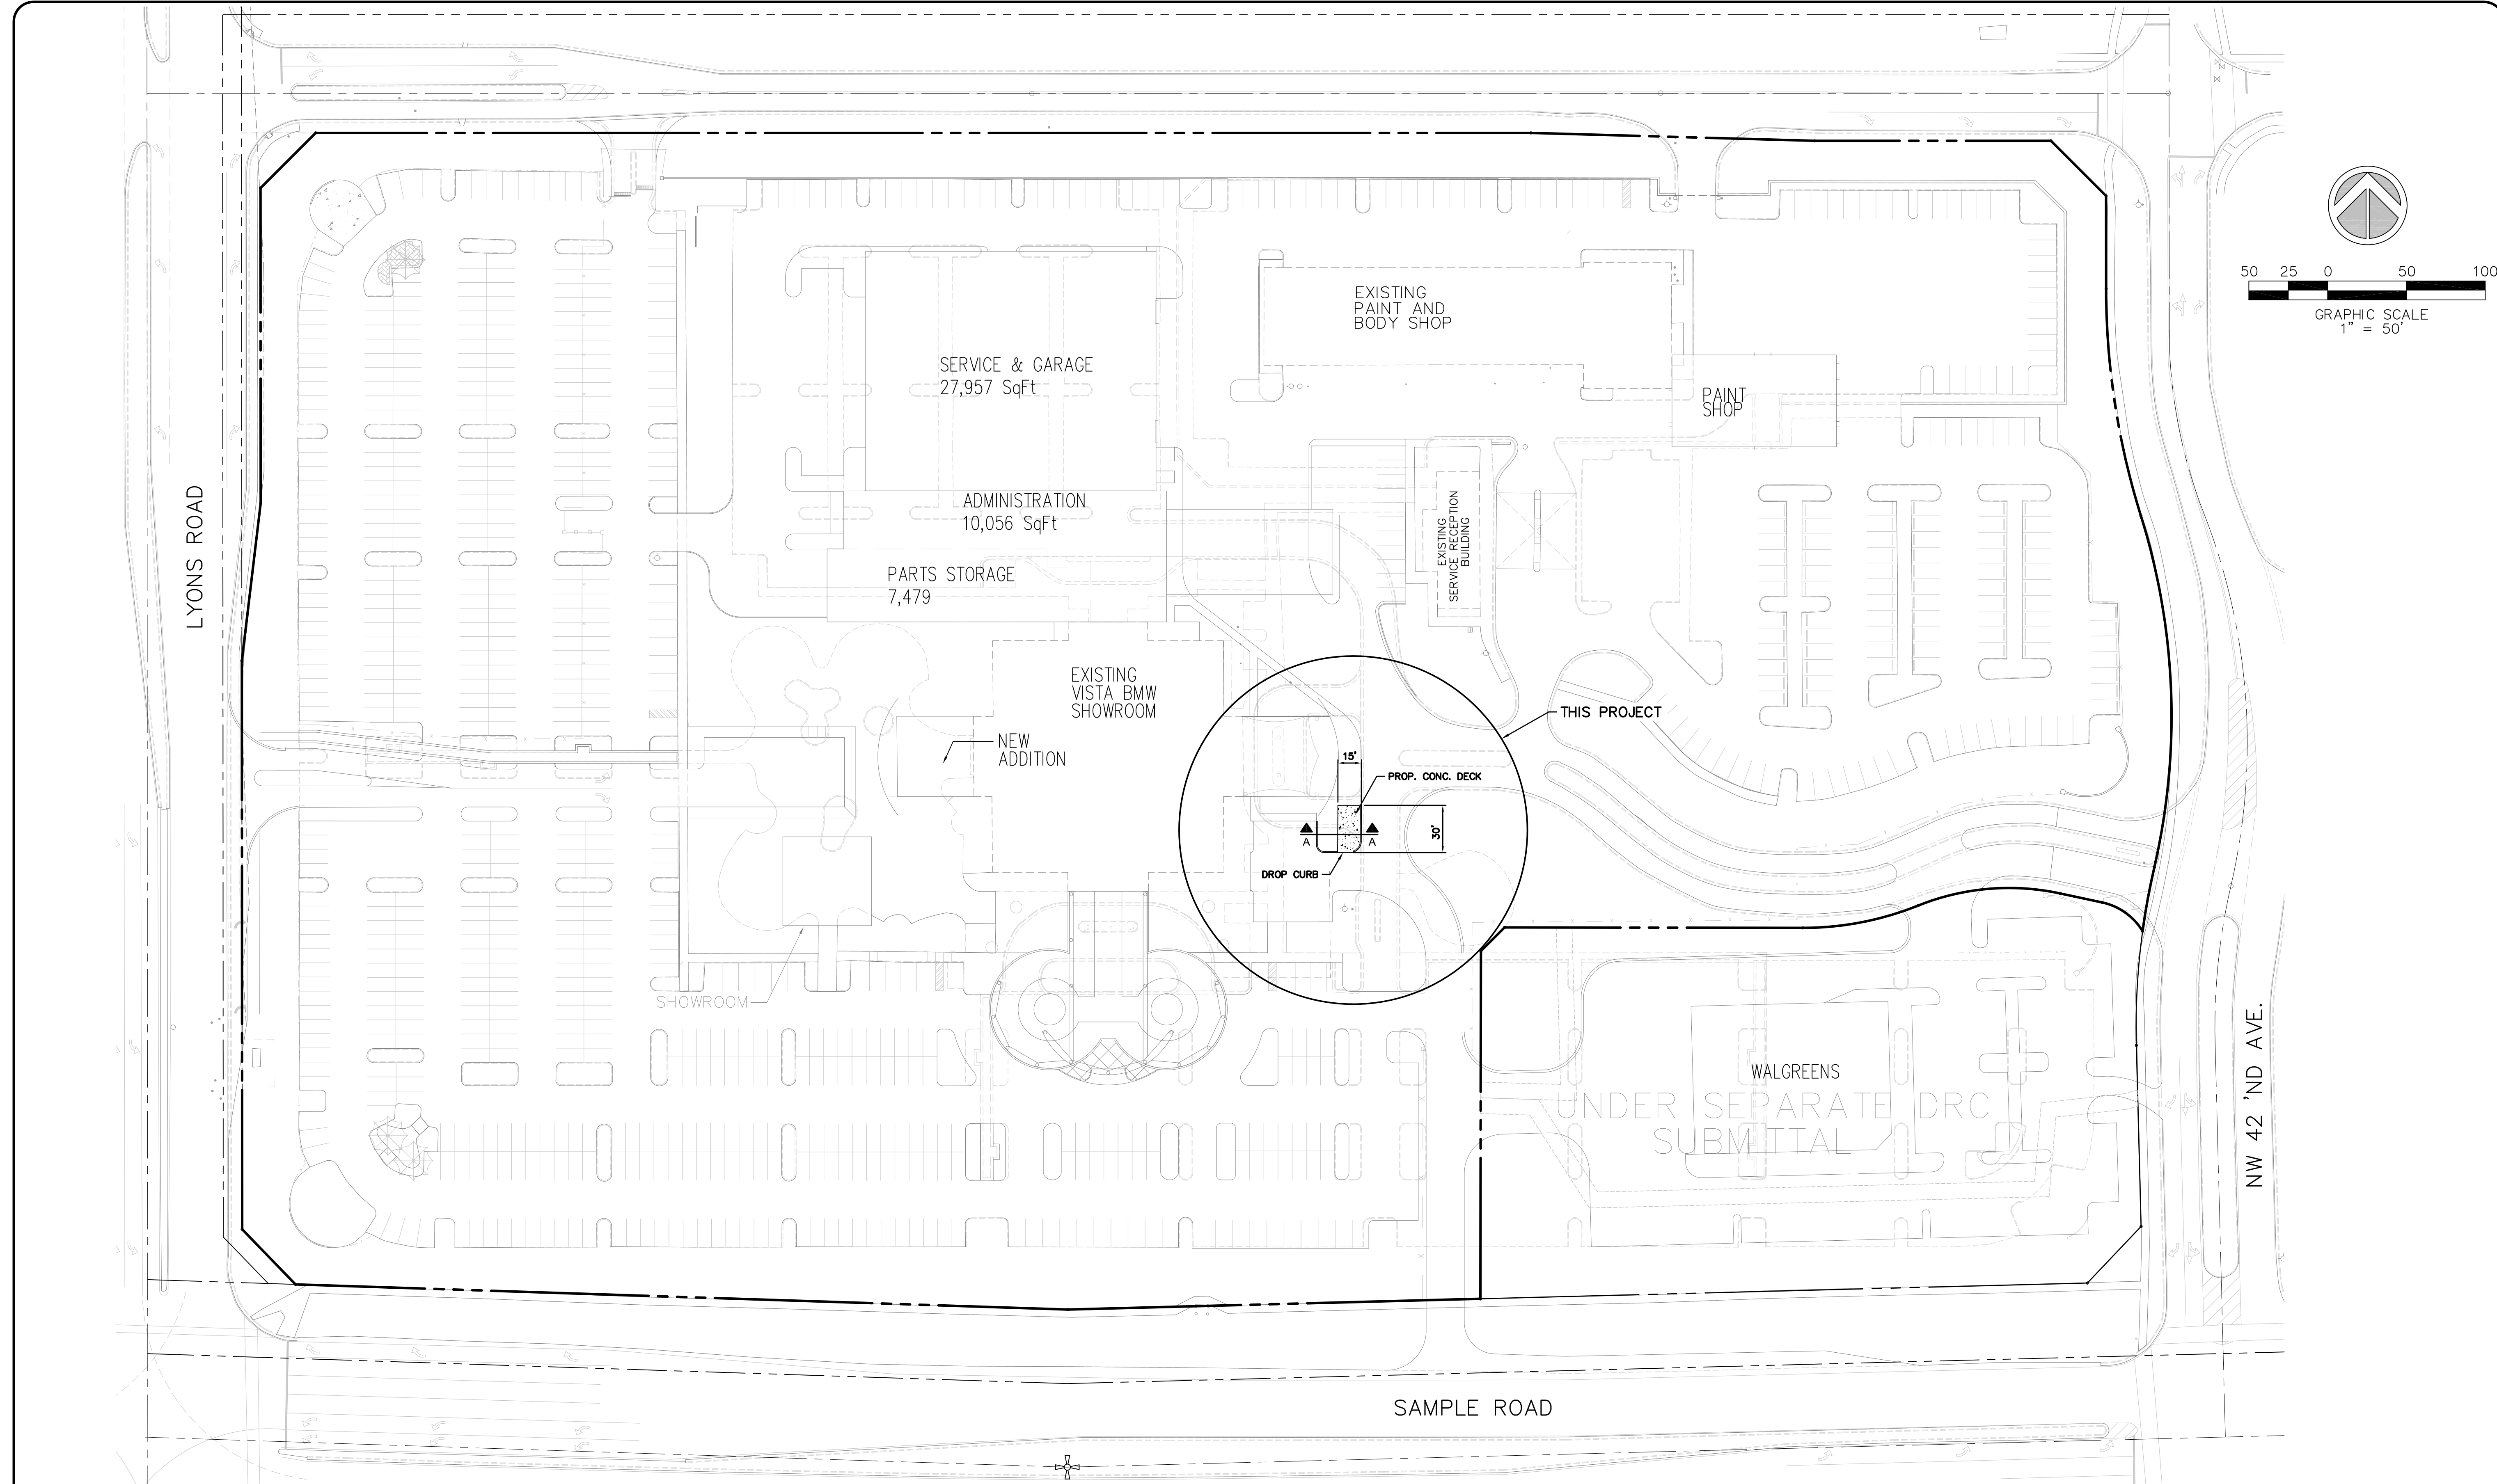 50 25 0 50 100
GRAPHIC SCALE
1" = 50'
EXISTING
PAINT AND
BODY SHOP
SERVICE & GARAGE
27,957 SqFt
PAINT
SHOP
LYONS ROAD
ADMINISTRATION
10,056 SqFt
EXISTING
SERVICE RECEPTION
BUILDING
PARTS STORAGE
7,479
EXISTING
VISTA BMW
SHOWROOM
THIS PROJECT
NEW
ADDITION
15'
PROP. CONC. DECK
30'
A A
DROP CURB
SHOWROOM
WALGREENS
UNDER SEPARATE DRC
SUBMITTAL
NW 42 'ND AVE.
SAMPLE ROAD